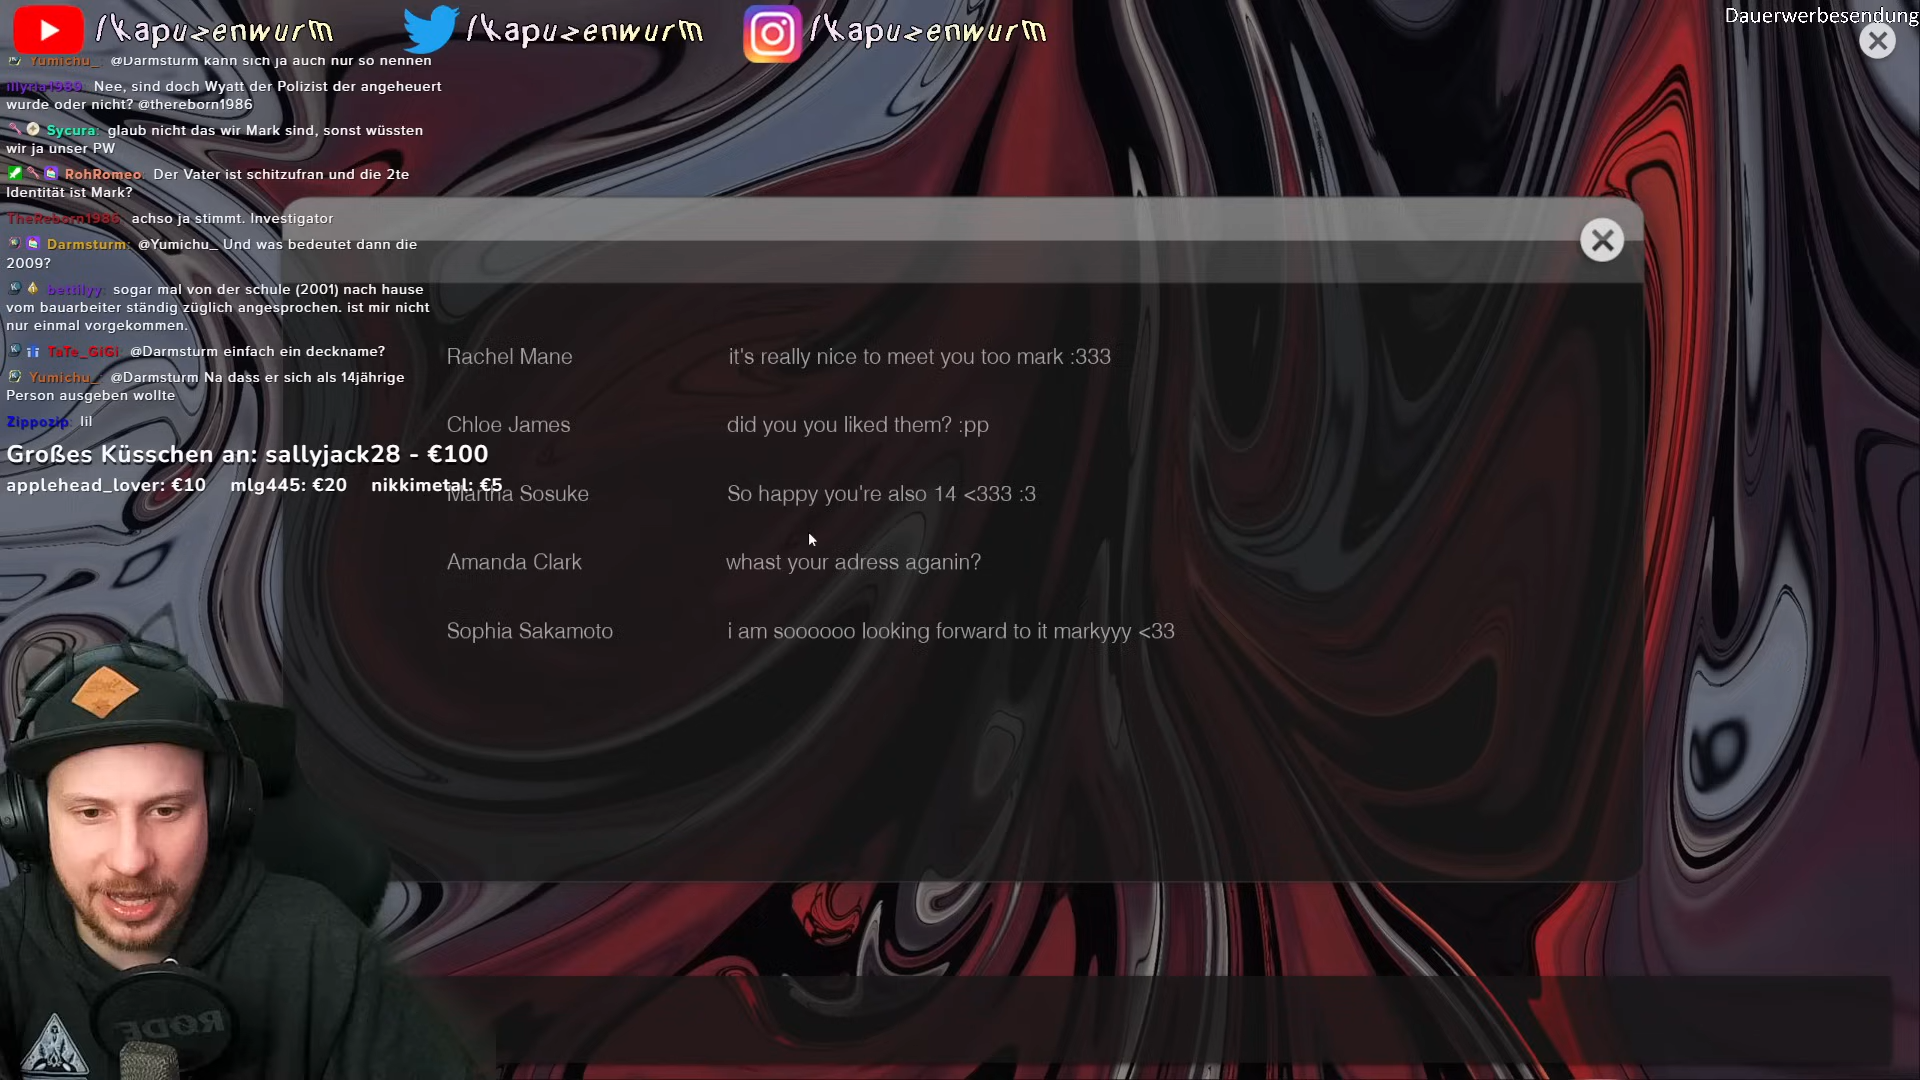 /kapuzenwurm
/kapuzenwurm
/kapuzenwurm
Dauerwerbesendung
Yumichu_: @Darmsturm kann sich ja auch nur so nennen
illyria1989: Nee, sind doch Wyatt der Polizist der angeheuert
wurde oder nicht? @thereborn1986
Sycura: glaub nicht das wir Mark sind, sonst wüssten
wir ja unser PW
RohRomeo: Der Vater ist schitzufran und die 2te
Identität ist Mark?
TheReborn1986: achso ja stimmt. Investigator
Darmsturm: @Yumichu_ Und was bedeutet dann die
2009?
bettilyy: sogar mal von der schule (2001) nach hause
vom bauarbeiter ständig züglich angesprochen. ist mir nicht
nur einmal vorgekommen.
TaTe_GiGi: @Darmsturm einfach ein deckname?
Yumichu_: @Darmsturm Na dass er sich als 14jährige
Person ausgeben wollte
Zippozip: lil
Großes Küsschen an: sallyjack28 - €100
applehead_lover: €10 mlg445: €20 nikkimetal: €5
Rachel Mane it's really nice to meet you too mark :333
Chloe James did you you liked them? :pp
Martha Sosuke So happy you're also 14 <333 :3
Amanda Clark whast your adress aganin?
Sophia Sakamoto i am soooooo looking forward to it markyyy <33
RØDE